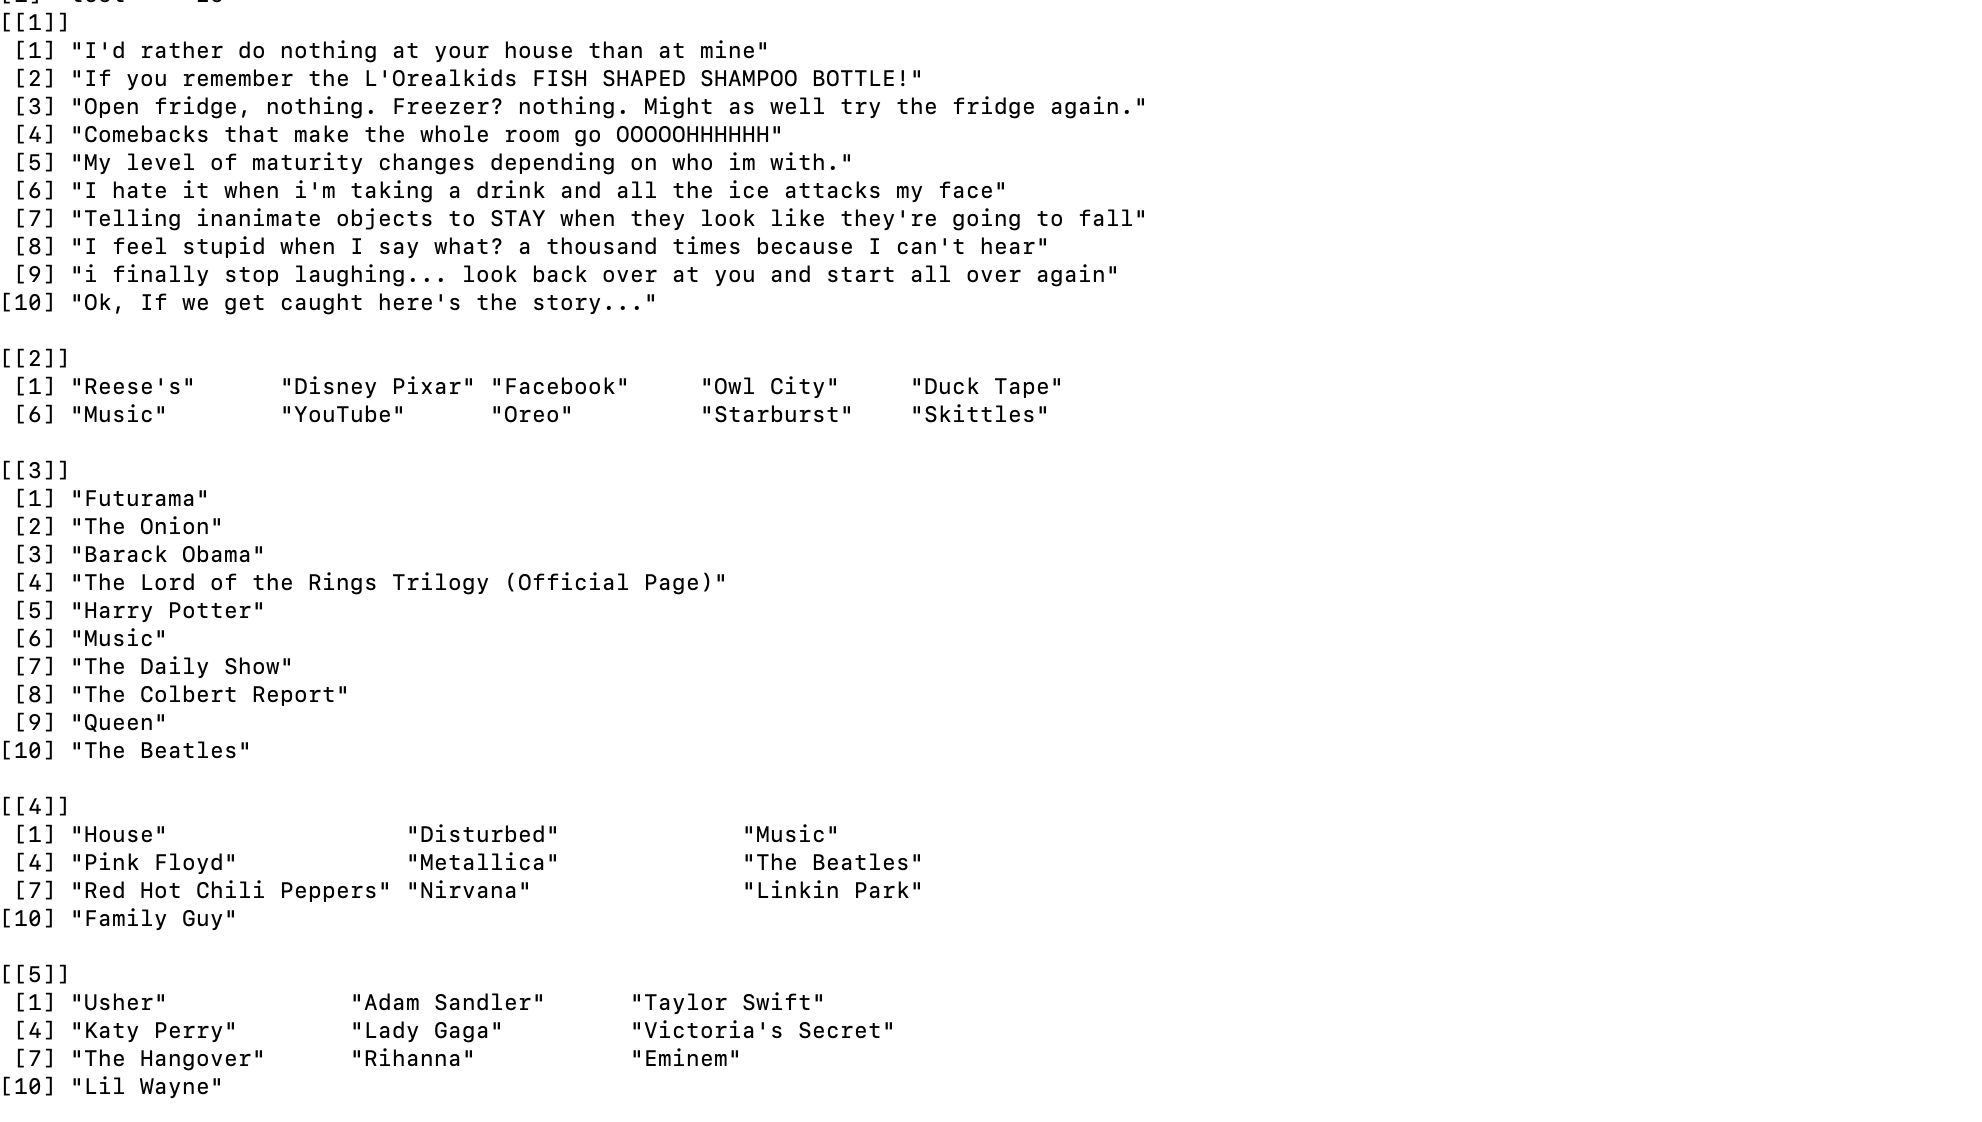 [[1]]
 [1] "I'd rather do nothing at your house than at mine"
 [2] "If you remember the L'Orealkids FISH SHAPED SHAMPOO BOTTLE!"
 [3] "Open fridge, nothing. Freezer? nothing. Might as well try the fridge again."
 [4] "Comebacks that make the whole room go OOOOOHHHHHH"
 [5] "My level of maturity changes depending on who im with."
 [6] "I hate it when i'm taking a drink and all the ice attacks my face"
 [7] "Telling inanimate objects to STAY when they look like they're going to fall"
 [8] "I feel stupid when I say what? a thousand times because I can't hear"
 [9] "i finally stop laughing... look back over at you and start all over again"
[10] "Ok, If we get caught here's the story..."

[[2]]
 [1] "Reese's"      "Disney Pixar" "Facebook"     "Owl City"     "Duck Tape"
 [6] "Music"        "YouTube"      "Oreo"         "Starburst"    "Skittles"

[[3]]
 [1] "Futurama"
 [2] "The Onion"
 [3] "Barack Obama"
 [4] "The Lord of the Rings Trilogy (Official Page)"
 [5] "Harry Potter"
 [6] "Music"
 [7] "The Daily Show"
 [8] "The Colbert Report"
 [9] "Queen"
[10] "The Beatles"

[[4]]
 [1] "House"                 "Disturbed"             "Music"
 [4] "Pink Floyd"            "Metallica"             "The Beatles"
 [7] "Red Hot Chili Peppers" "Nirvana"               "Linkin Park"
[10] "Family Guy"

[[5]]
 [1] "Usher"             "Adam Sandler"      "Taylor Swift"
 [4] "Katy Perry"        "Lady Gaga"         "Victoria's Secret"
 [7] "The Hangover"      "Rihanna"           "Eminem"
[10] "Lil Wayne"